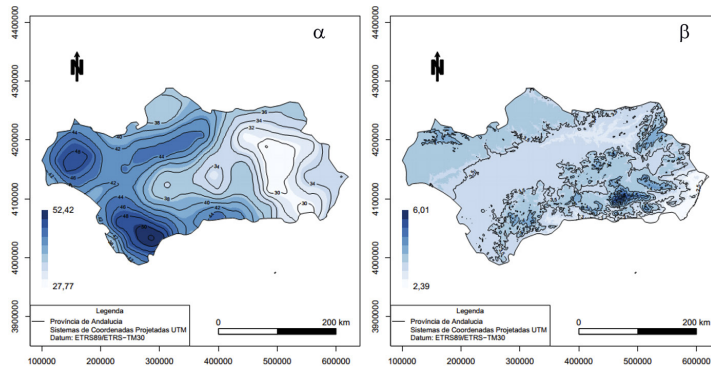 α
N
4400000
4300000
4200000
4100000
4000000
3900000
52,42
27,77
Legenda
Província de Andalucia
Sistemas de Coordenadas Projetadas UTM
Datum: ETRS89/ETRS−TM30
0
200 km
100000
200000
300000
400000
500000
600000
β
N
4400000
4300000
4200000
4100000
4000000
3900000
6,01
2,39
Legenda
Província de Andalucia
Sistemas de Coordenadas Projetadas UTM
Datum: ETRS89/ETRS−TM30
0
200 km
100000
200000
300000
400000
500000
600000